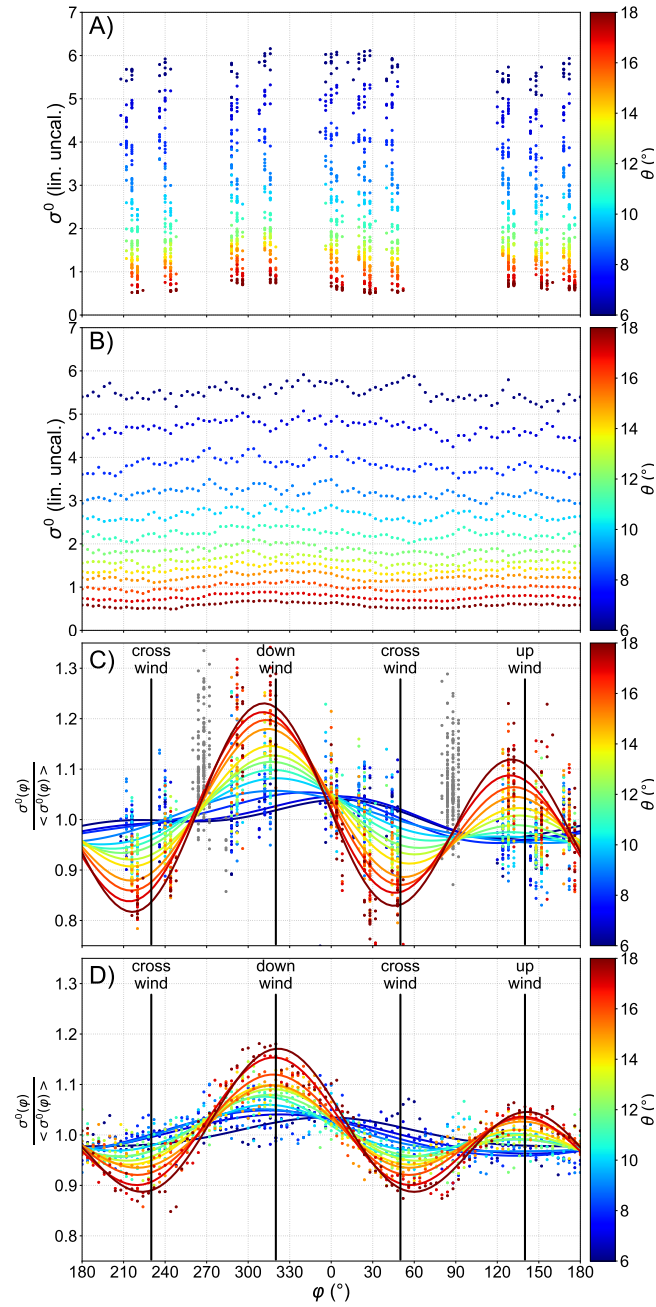 A)
7
6
5
4
3
2
1
0
σ⁰ (lin. uncal.)
18
16
14
12
10
8
6
θ (°)
B)
7
6
5
4
3
2
1
0
σ⁰ (lin. uncal.)
18
16
14
12
10
8
6
θ (°)
C)
cross
wind
down
wind
cross
wind
up
wind
1.3
1.2
1.1
1.0
0.9
0.8
σ⁰(φ)
< σ⁰(φ) >
18
16
14
12
10
8
6
θ (°)
D)
cross
wind
down
wind
cross
wind
up
wind
1.3
1.2
1.1
1.0
0.9
0.8
σ⁰(φ)
< σ⁰(φ) >
18
16
14
12
10
8
6
θ (°)
180 210 240 270 300 330 0 30 60 90 120 150 180
φ (°)